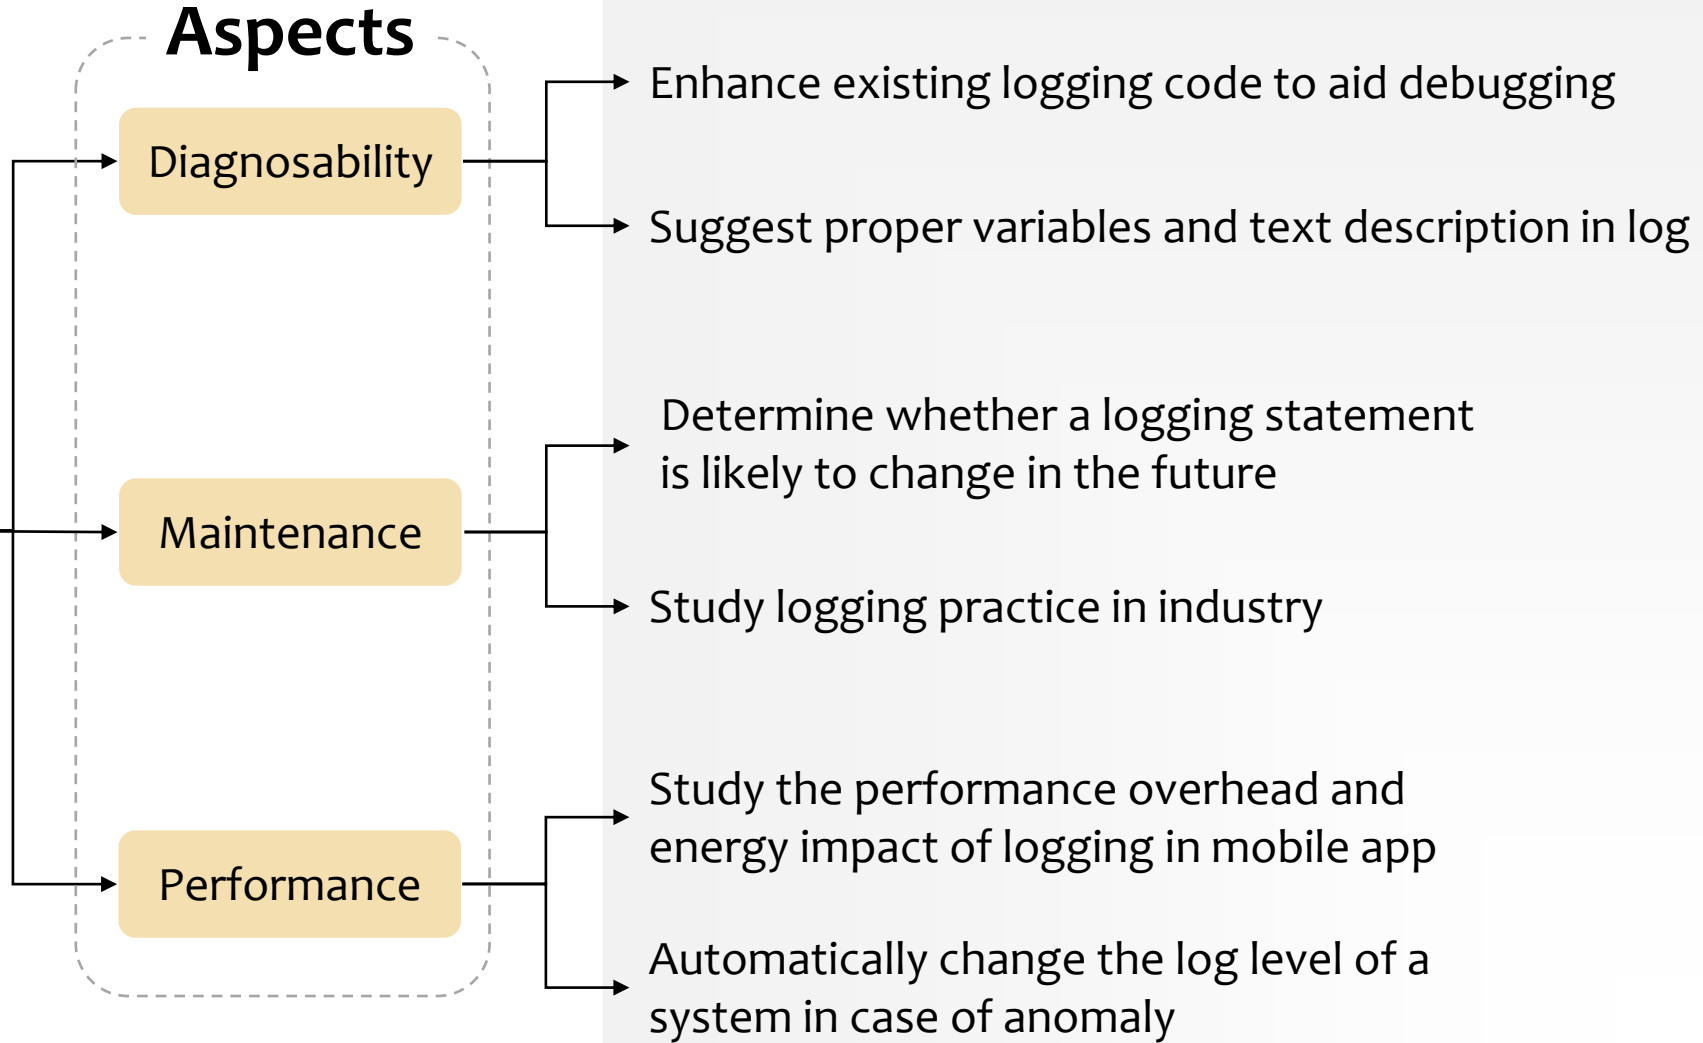 Aspects
Diagnosability
Enhance existing logging code to aid debugging
Suggest proper variables and text description in log
Maintenance
Determine whether a logging statement
is likely to change in the future
Study logging practice in industry
Performance
Study the performance overhead and
energy impact of logging in mobile app
Automatically change the log level of a
system in case of anomaly